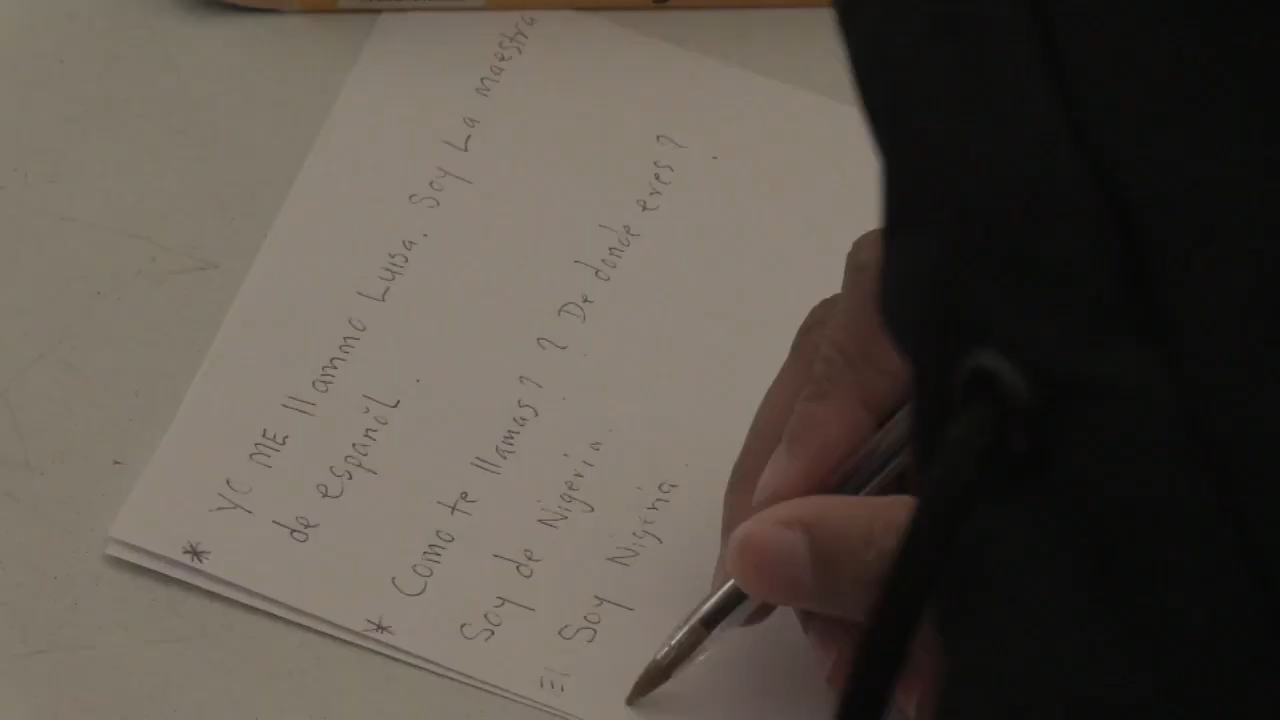 * YO ME llammo Luisa. Soy La maestra
de español.
* Como te llamas? ? De donde eres?
Soy de Nigeria.
El Soy Nigeria.